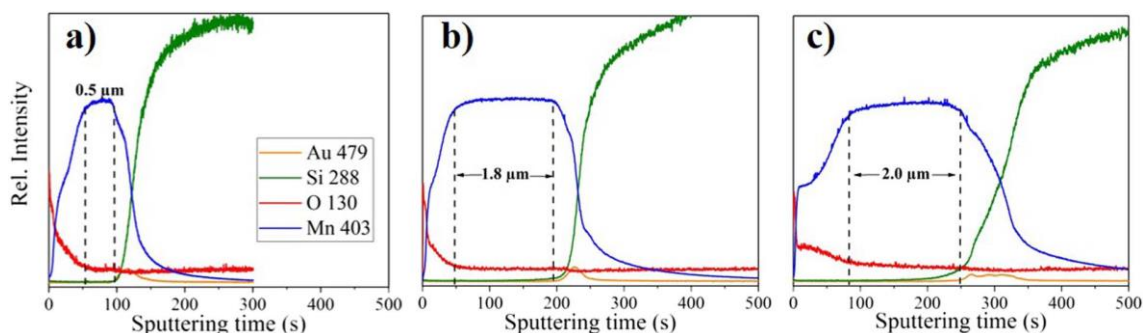 a)
b)
c)
Rel. Intensity
0.5 µm
1.8 µm
2.0 µm
Au 479
Si 288
O 130
Mn 403
0 100 200 300 400 500
0 100 200 300 400 500
0 100 200 300 400 500
Sputtering time (s)
Sputtering time (s)
Sputtering time (s)